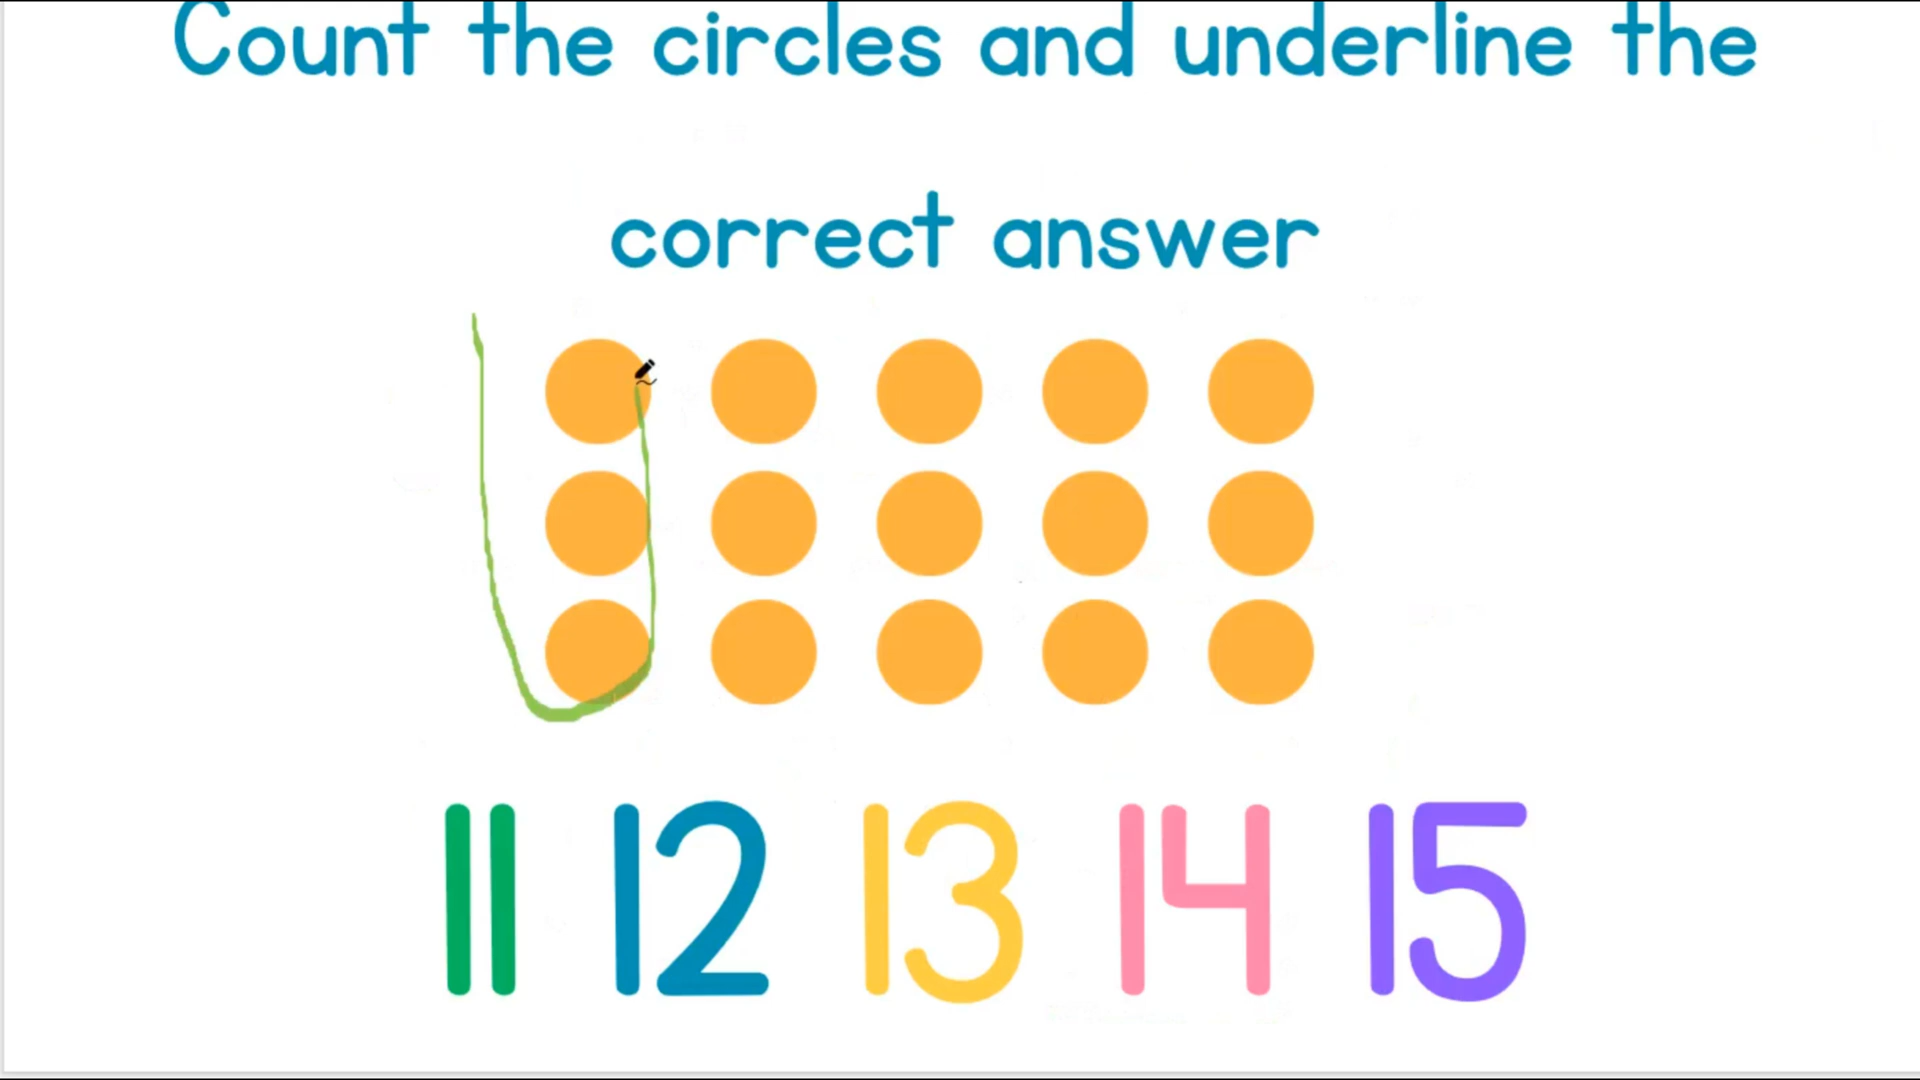 Count the circles and underline the
correct answer
11 12 13 14 15